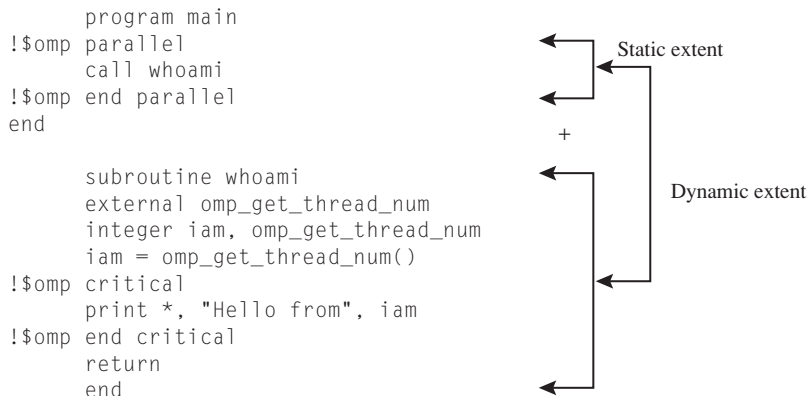 program main
!$omp parallel
call whoami
!$omp end parallel
end
Static extent
+
Dynamic extent
subroutine whoami
external omp_get_thread_num
integer iam, omp_get_thread_num
iam = omp_get_thread_num()
!$omp critical
print *, "Hello from", iam
!$omp end critical
return
end